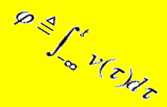 φ ≜ ∫_{-∞}^{t} v(τ)dτ